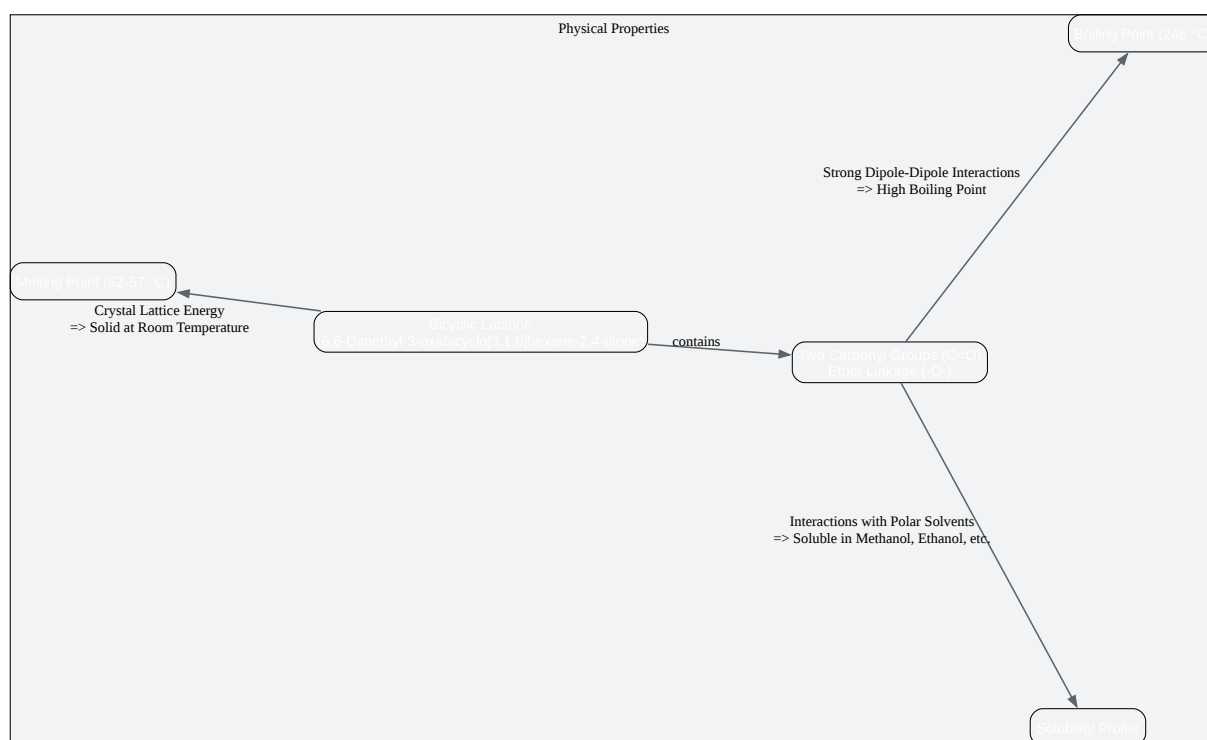 Physical Properties
Boiling Point (246 °C
Strong Dipole-Dipole Interactions
=> High Boiling Point
Melting Point (52-57 °C)
Crystal Lattice Energy
=> Solid at Room Temperature
Bicyclic Lactone
6,6-Dimethyl-3-oxabicyclo[3.1.0]hexane-2,4-dione)
contains
Two Carbonyl Groups (C=O)
Ether Linkage (-O-)
Interactions with Polar Solvents
=> Soluble in Methanol, Ethanol, etc.
Solubility Profile